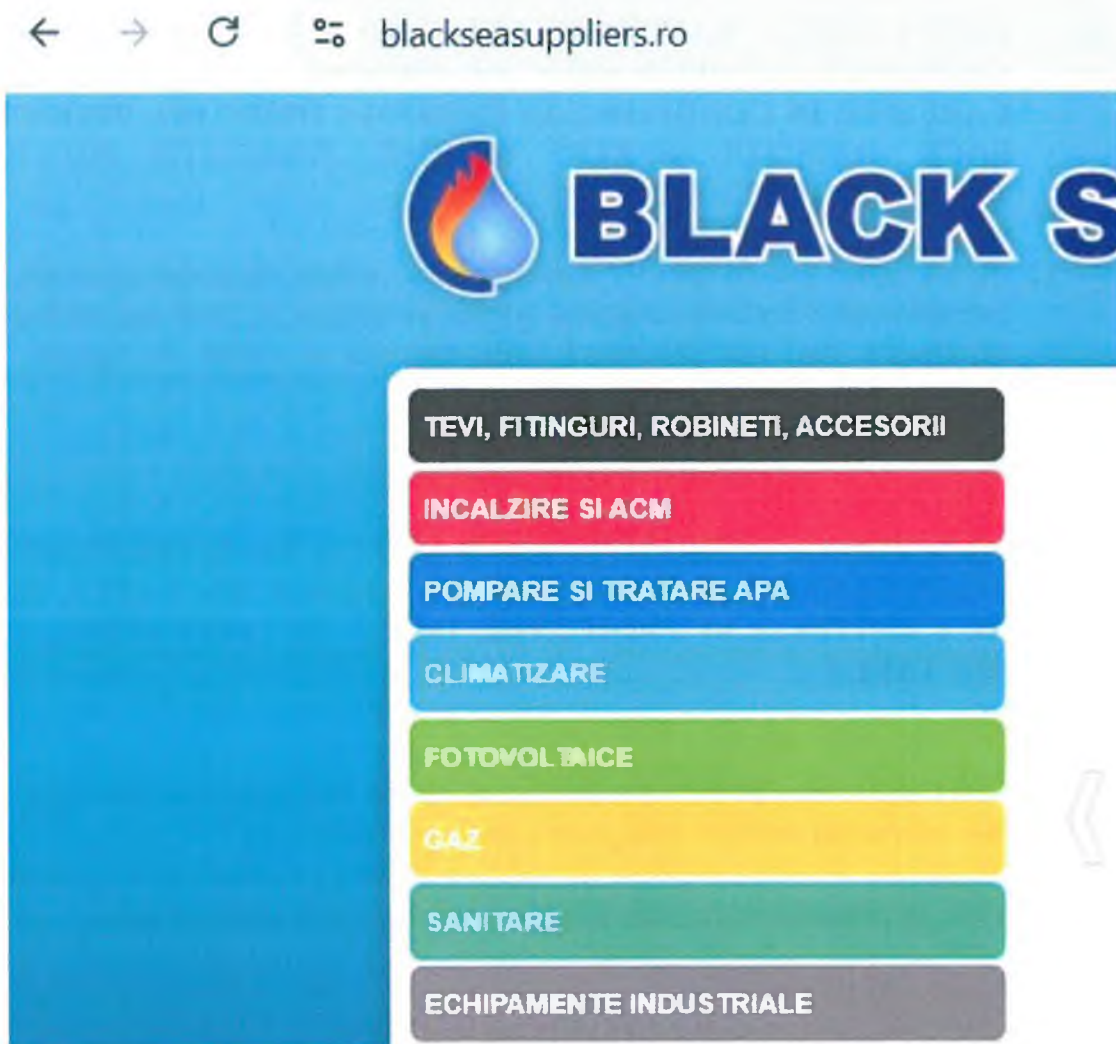 blackseasuppliers.ro
BLACK S
TEVI, FITINGURI, ROBINETI, ACCESORII
INCALZIRE SI ACM
POMPARE SI TRATARE APA
CLIMATIZARE
FOTOVOLTAICE
GAZ
SANITARE
ECHIPAMENTE INDUSTRIALE